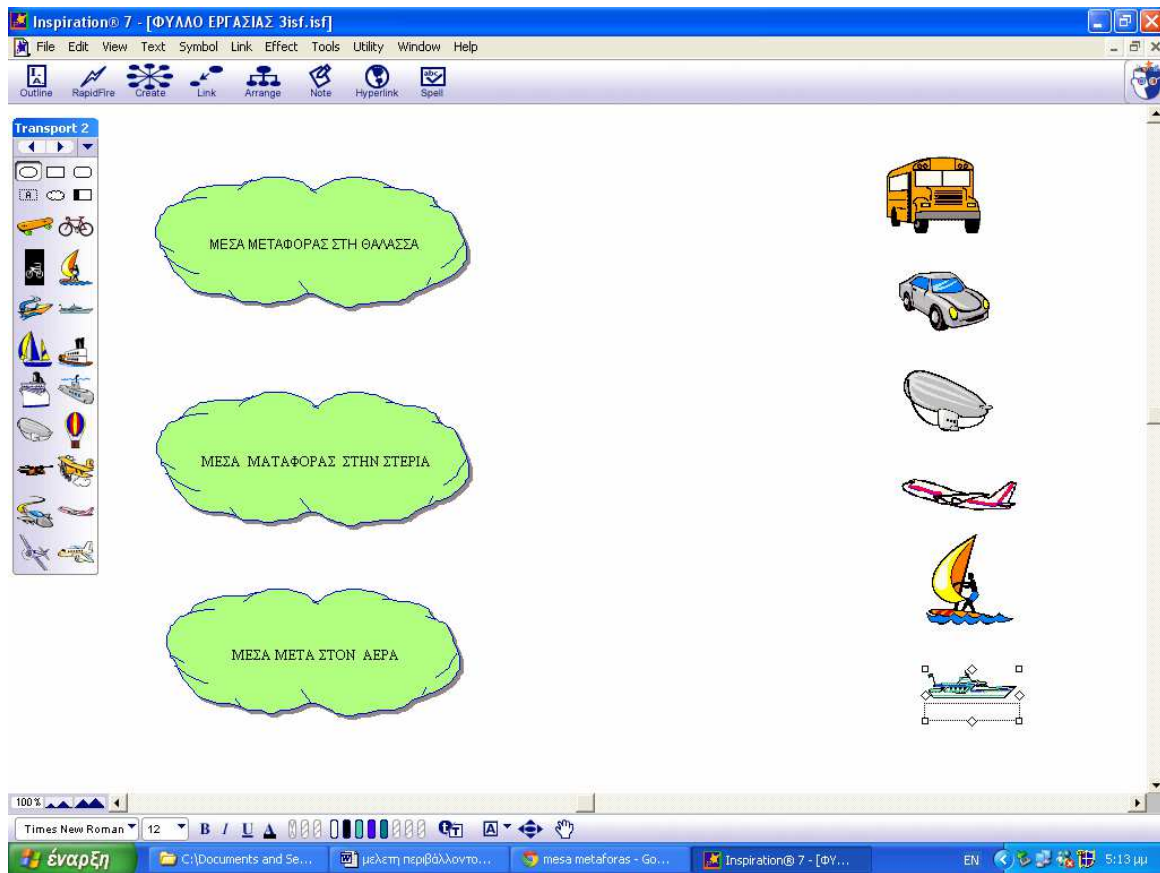 Inspiration® 7 - [ΦΥΛΛΟ ΕΡΓΑΣΙΑΣ 3isf.isf]
File Edit View Text Symbol Link Effect Tools Utility Window Help
Outline RapidFire Create Link Arrange Note Hyperlink Spell
Transport 2
ΜΕΣΑ ΜΕΤΑΦΟΡΑΣ ΣΤΗ ΘΑΛΑΣΣΑ
ΜΕΣΑ ΜΑΤΑΦΟΡΑΣ ΣΤΗΝ ΣΤΕΡΙΑ
ΜΕΣΑ ΜΕΤΑ ΣΤΟΝ ΑΕΡΑ
100%
Times New Roman 12 B I U A
έναρξη C:\Documents and Se... μελετη περιβάλλοντο... mesa metaforas - Go... Inspiration® 7 - [ΦΥ... EN 5:13 μμ